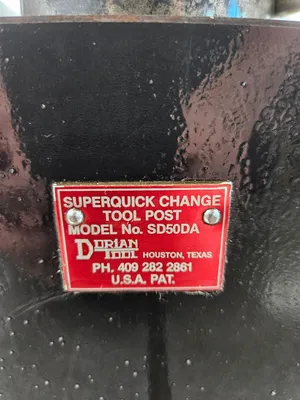 SUPERQUICK CHANGE
TOOL POST
MODEL No. SD50DA
DORIAN TOOL HOUSTON, TEXAS
PH. 409 282 2861
U.S.A. PAT.